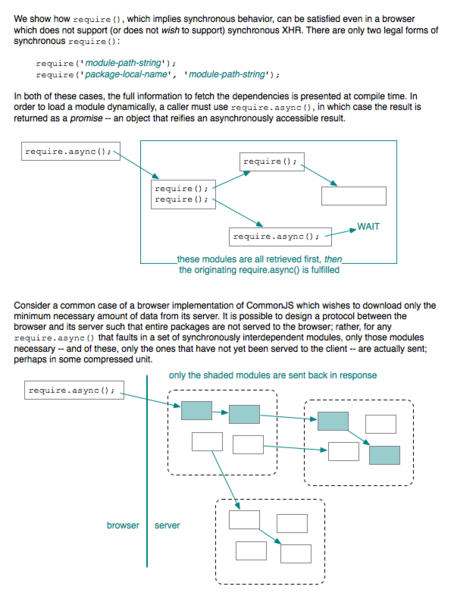 We show how require(), which implies synchronous behavior, can be satisfied even in a browser
which does not support (or does not wish to support) synchronous XHR. There are only two legal forms of
synchronous require():
require('module-path-string');
require('package-local-name', 'module-path-string');
In both of these cases, the full information to fetch the dependencies is presented at compile time. In
order to load a module dynamically, a caller must use require.async(), in which case the result is
returned as a promise -- an object that reifies an asynchronously accessible result.
require.async();
require();
require();
require();
require.async();
WAIT
these modules are all retrieved first, then
the originating require.async() is fulfilled
Consider a common case of a browser implementation of CommonJS which wishes to download only the
minimum necessary amount of data from its server. It is possible to design a protocol between the
browser and its server such that entire packages are not served to the browser; rather, for any
require.async() that faults in a set of synchronously interdependent modules, only those modules
necessary -- and of these, only the ones that have not yet been served to the client -- are actually sent;
perhaps in some compressed unit.
only the shaded modules are sent back in response
require.async();
browser server